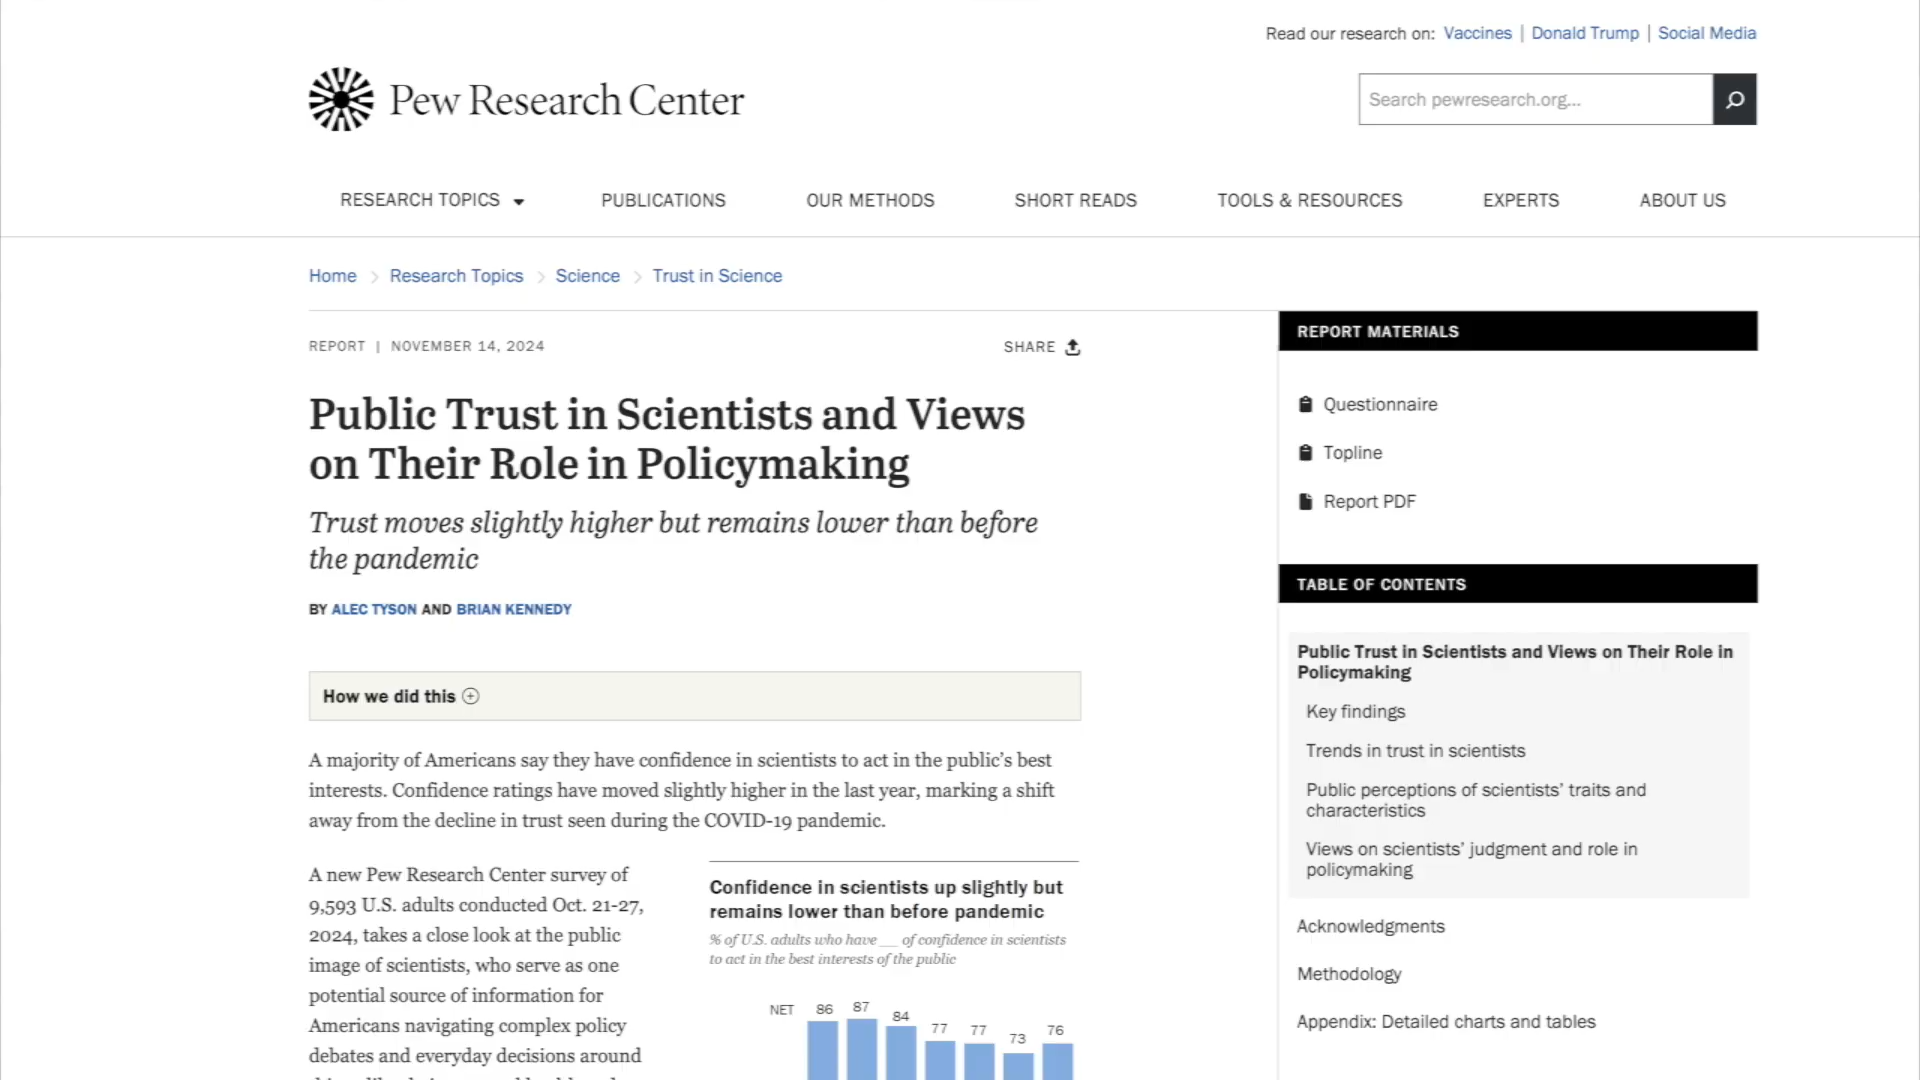 Read our research on: Vaccines | Donald Trump | Social Media
Pew Research Center
Search pewresearch.org...
RESEARCH TOPICS PUBLICATIONS OUR METHODS SHORT READS TOOLS & RESOURCES EXPERTS ABOUT US
Home Research Topics Science Trust in Science
REPORT | NOVEMBER 14, 2024
SHARE
Public Trust in Scientists and Views
on Their Role in Policymaking
Trust moves slightly higher but remains lower than before
the pandemic
BY ALEC TYSON AND BRIAN KENNEDY
How we did this
A majority of Americans say they have confidence in scientists to act in the public’s best
interests. Confidence ratings have moved slightly higher in the last year, marking a shift
away from the decline in trust seen during the COVID-19 pandemic.
A new Pew Research Center survey of
9,593 U.S. adults conducted Oct. 21-27,
2024, takes a close look at the public
image of scientists, who serve as one
potential source of information for
Americans navigating complex policy
debates and everyday decisions around
Confidence in scientists up slightly but
remains lower than before pandemic
% of U.S. adults who have __ of confidence in scientists
to act in the best interests of the public
NET 86 87 84 77 77 73 76
REPORT MATERIALS
Questionnaire
Topline
Report PDF
TABLE OF CONTENTS
Public Trust in Scientists and Views on Their Role in
Policymaking
Key findings
Trends in trust in scientists
Public perceptions of scientists’ traits and
characteristics
Views on scientists’ judgment and role in
policymaking
Acknowledgments
Methodology
Appendix: Detailed charts and tables